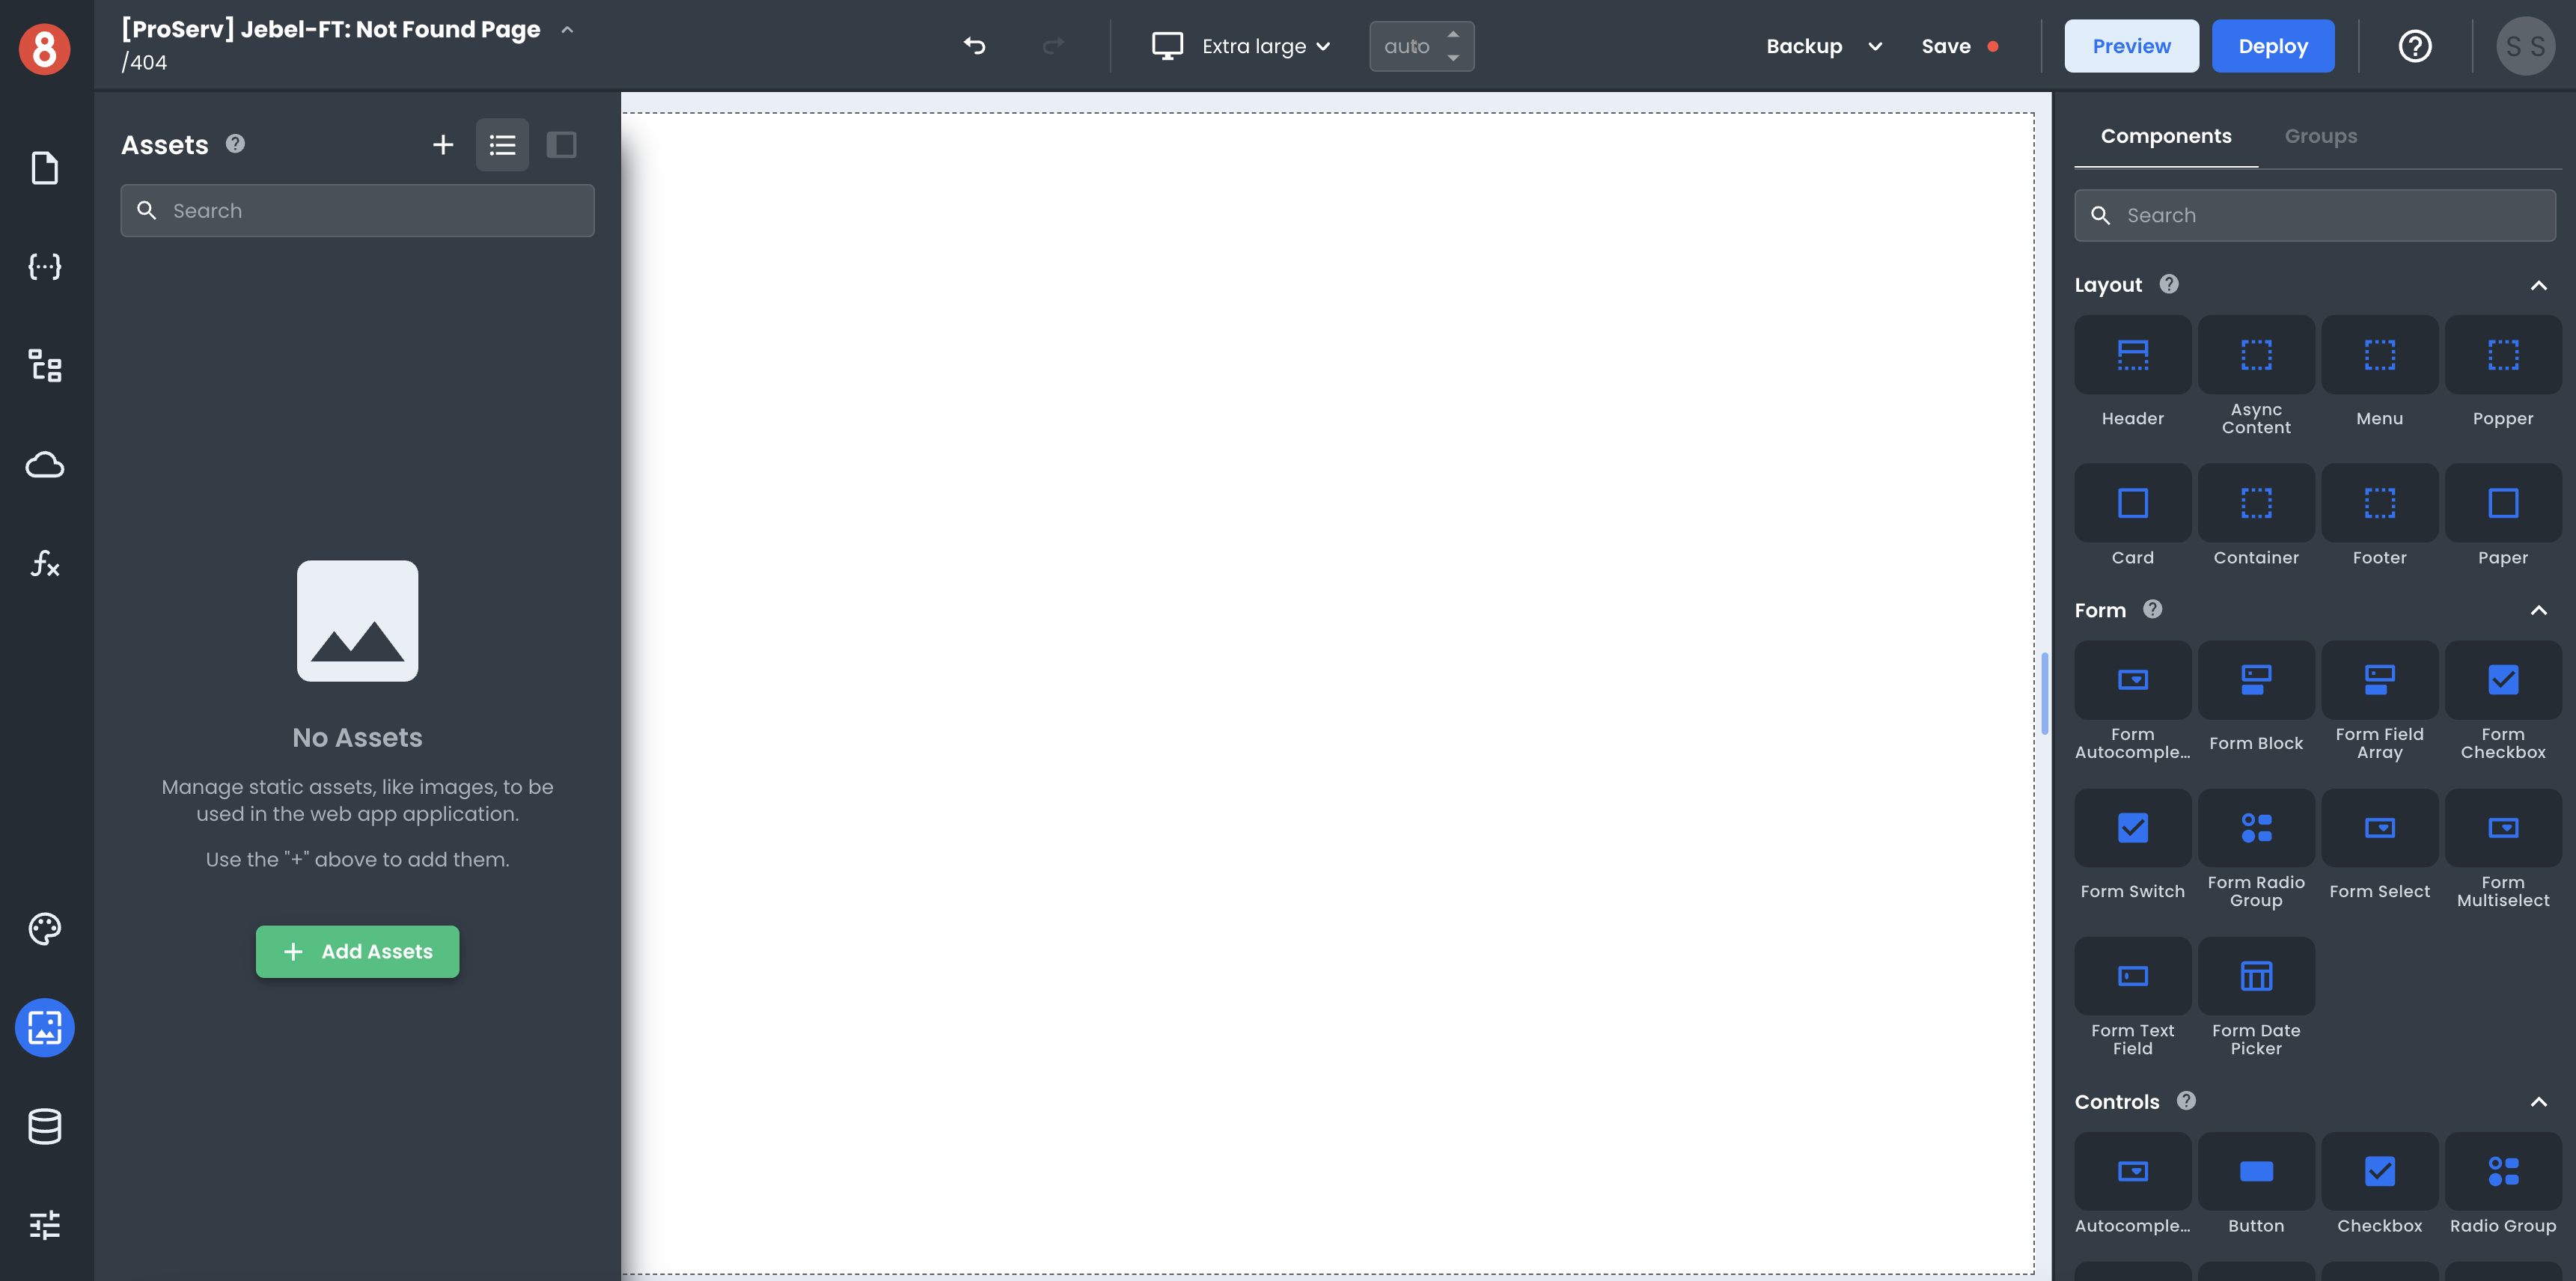 8
[ProServ] Jebel-FT: Not Found Page
/404
Extra large
auto
Backup
Save
Preview
Deploy
S S
Assets
Search
No Assets
Manage static assets, like images, to be
used in the web app application.
Use the "+" above to add them.
+ Add Assets
Components
Groups
Search
Layout
Header
Async
Content
Menu
Popper
Card
Container
Footer
Paper
Form
Form
Autocomple...
Form Block
Form Field
Array
Form
Checkbox
Form Switch
Form Radio
Group
Form Select
Form
Multiselect
Form Text
Field
Form Date
Picker
Controls
Autocomple...
Button
Checkbox
Radio Group